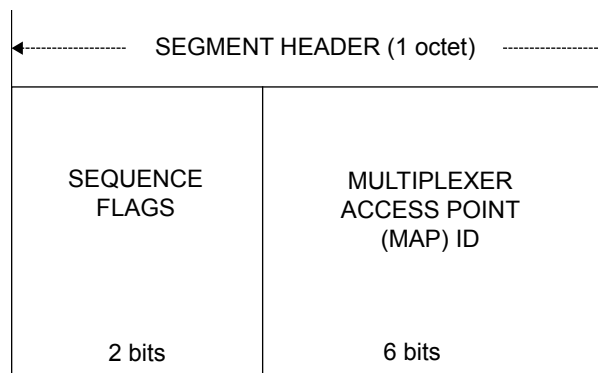 SEGMENT HEADER (1 octet)
SEQUENCE
FLAGS
MULTIPLEXER
ACCESS POINT
(MAP) ID
2 bits
6 bits